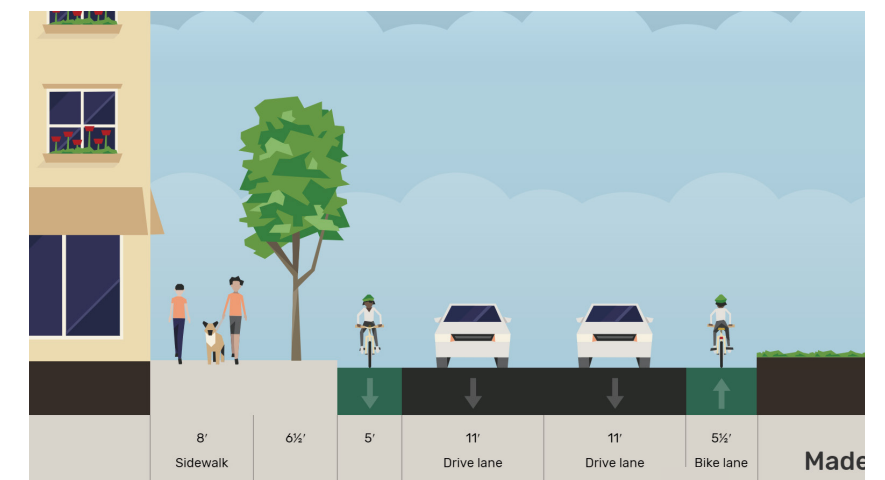 8′ 6½′ 5′ 11′ 11′ 5½′
Sidewalk Drive lane Drive lane Bike lane
Made